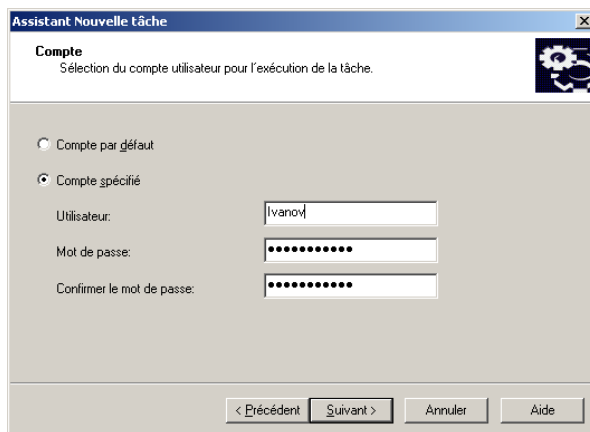 Assistant Nouvelle tâche
Compte
Sélection du compte utilisateur pour l'exécution de la tâche.
Compte par défaut
Compte spécifié
Utilisateur:
Ivanov
Mot de passe:
●●●●●●●●●●●
Confirmer le mot de passe:
●●●●●●●●●●●
< Précédent
Suivant >
Annuler
Aide